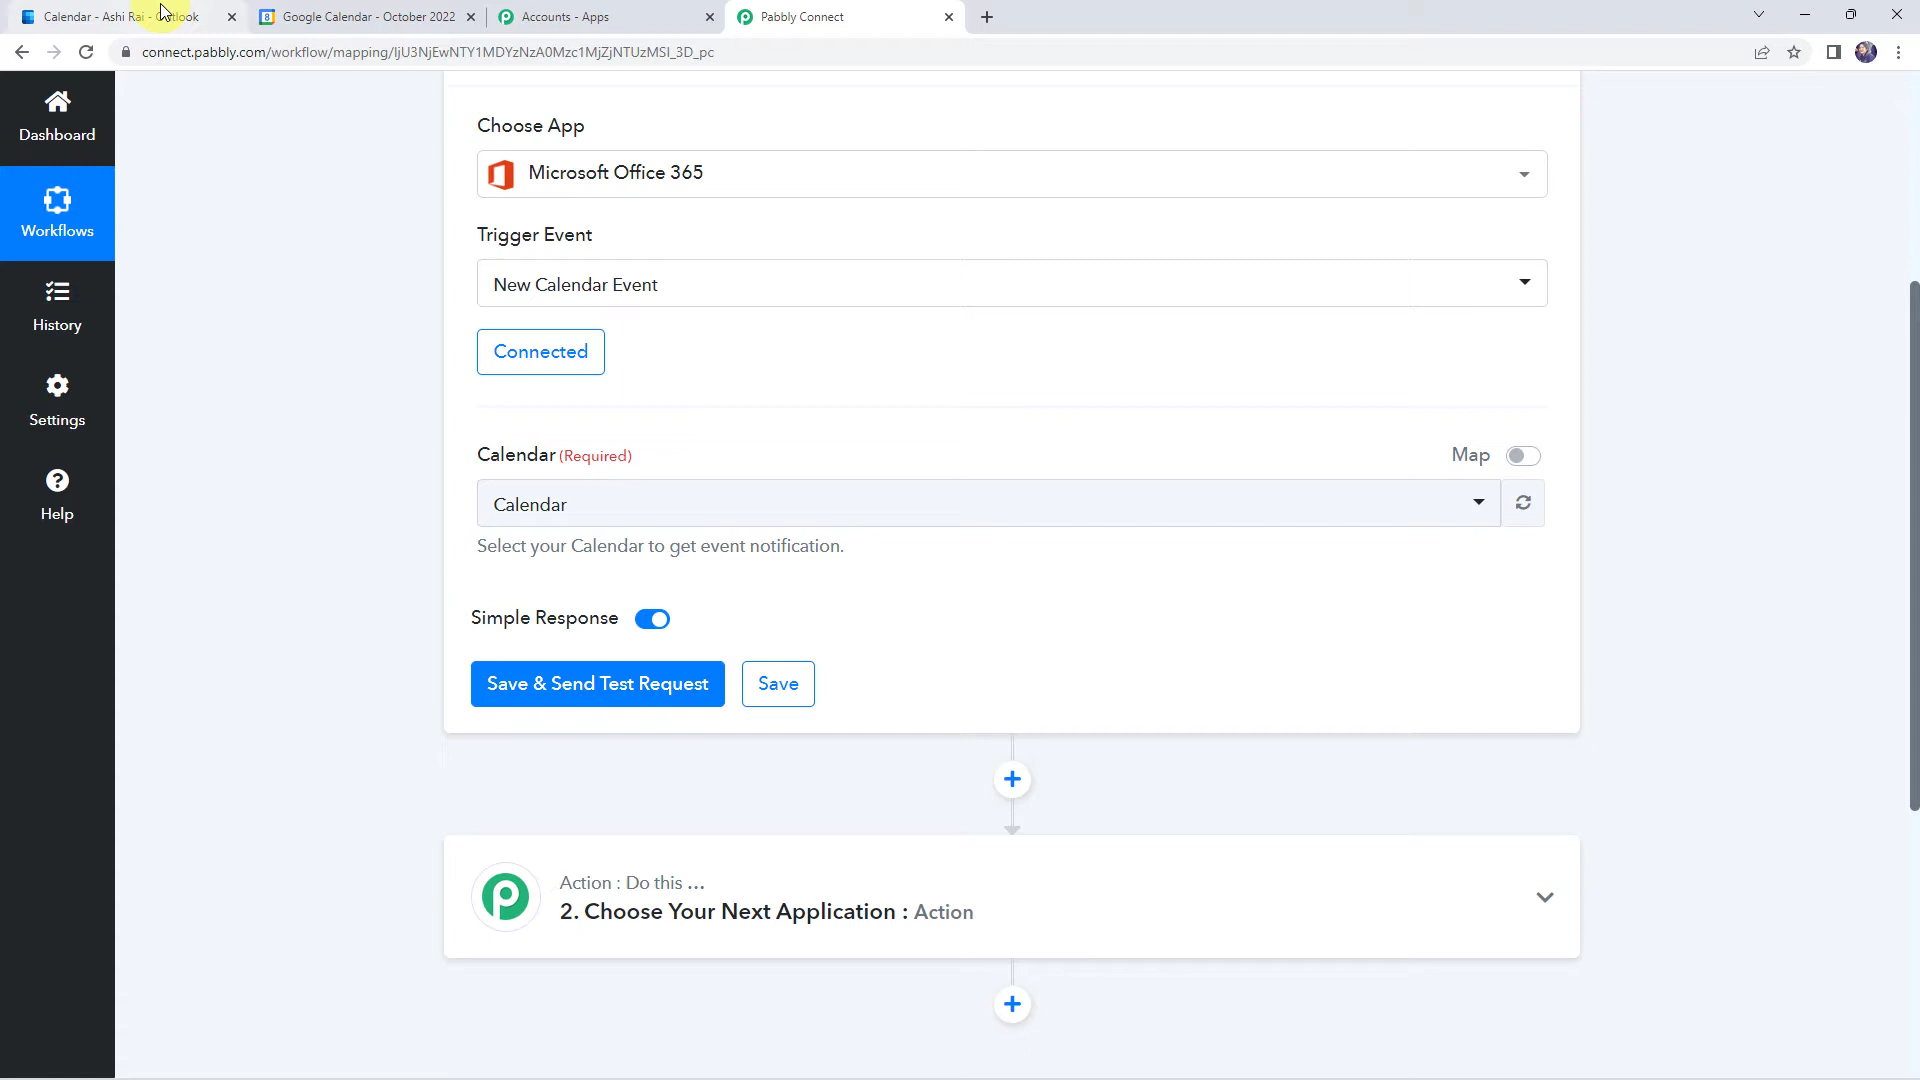 Calendar - Ashi Rai - Outlook
Google Calendar - October 2022
Accounts - Apps
Pabbly Connect
connect.pabbly.com/workflow/mapping/IjU3NjEwNTY1MDYzNzA0Mzc1MjZjNTUzMSI_3D_pc
Dashboard
Workflows
History
Settings
Help
Choose App
Microsoft Office 365
Trigger Event
New Calendar Event
Connected
Calendar (Required)
Map
Calendar
Select your Calendar to get event notification.
Simple Response
Save & Send Test Request
Save
Action : Do this ...
2. Choose Your Next Application : Action